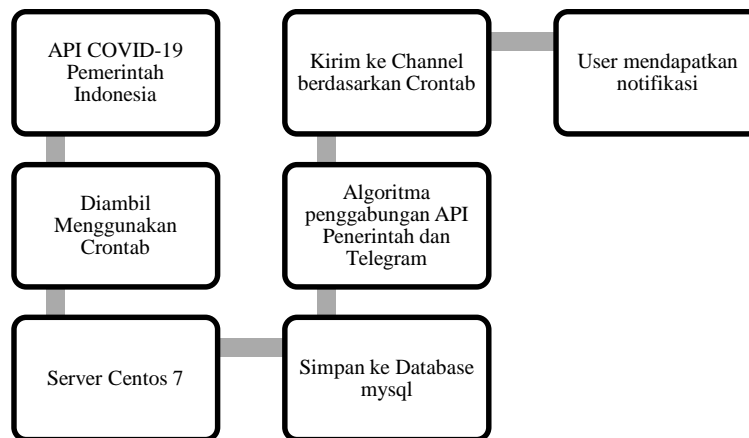 API COVID-19
Pemerintah
Indonesia
Diambil
Menggunakan
Crontab
Server Centos 7
Simpan ke Database
mysql
Algoritma
penggabungan API
Penerintah dan
Telegram
Kirim ke Channel
berdasarkan Crontab
User mendapatkan
notifikasi